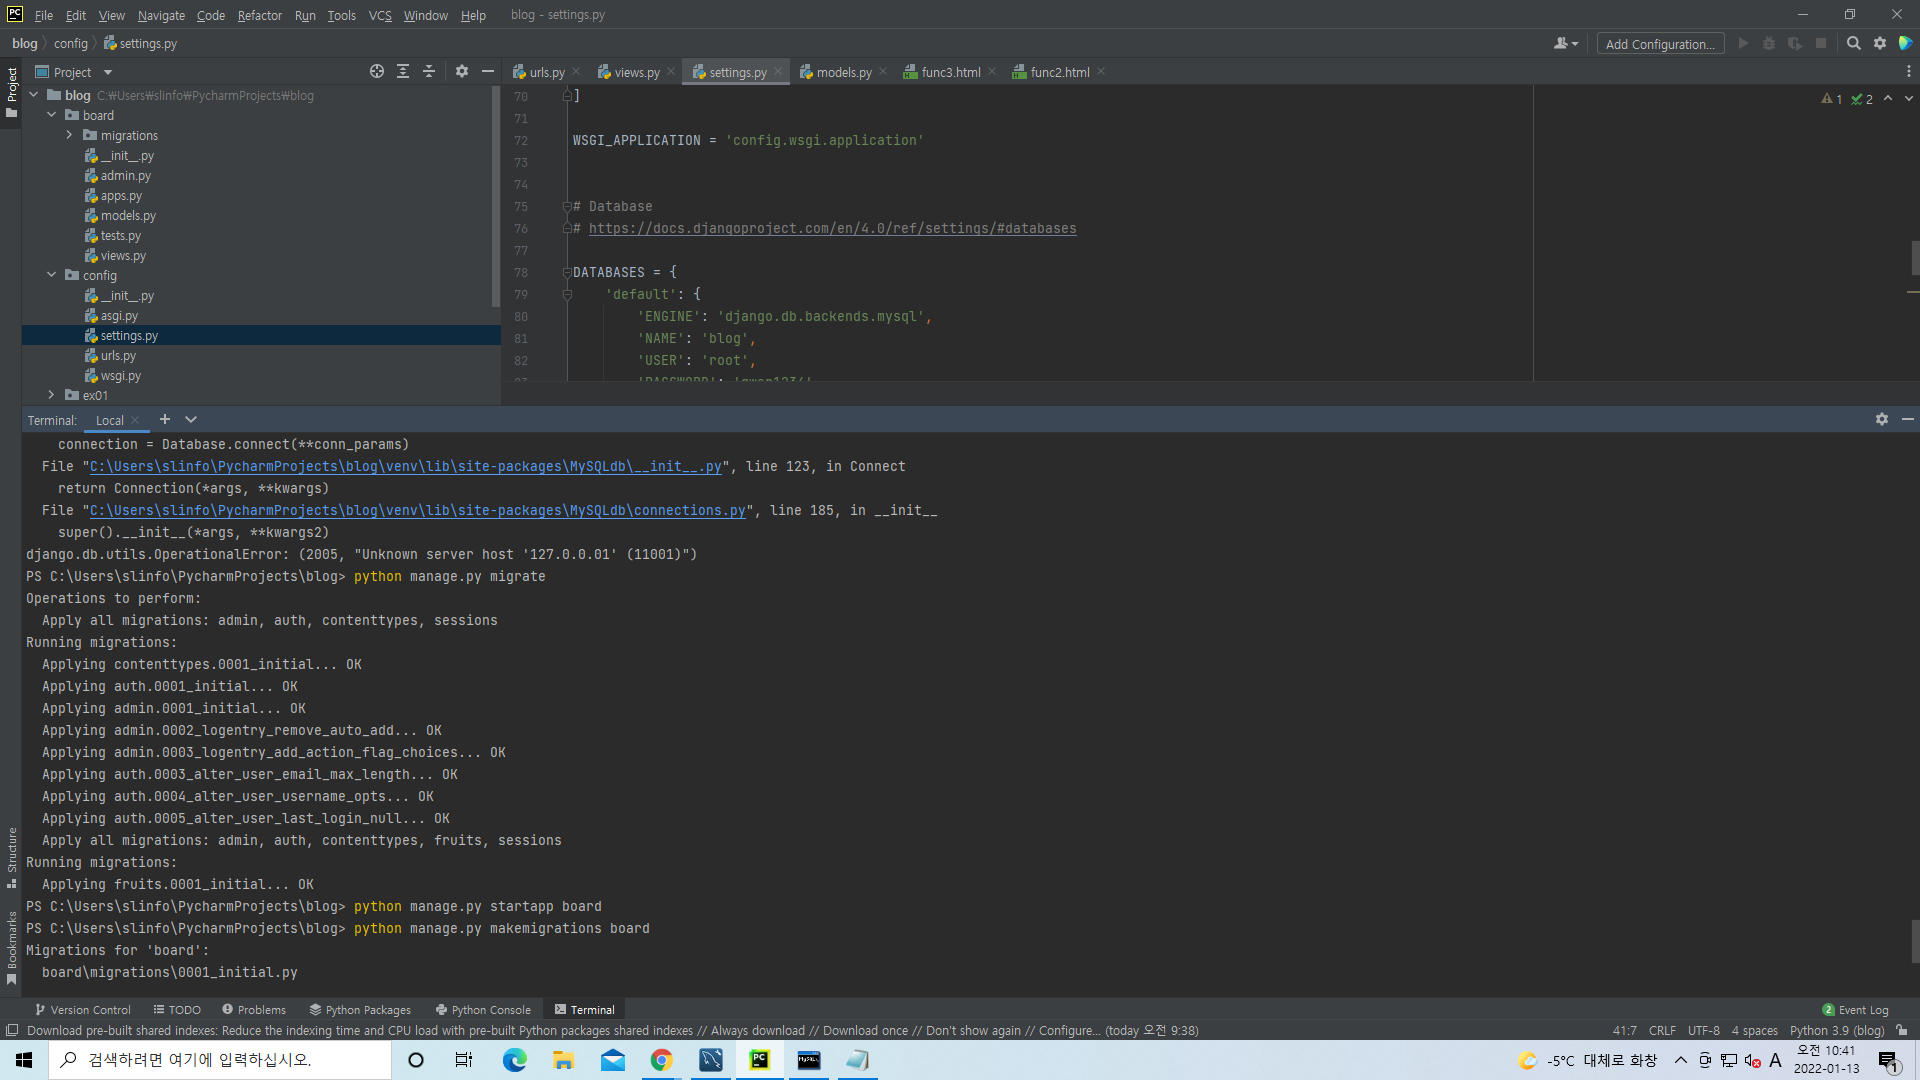 PC File Edit View Navigate Code Refactor Run Tools VCS Window Help blog - settings.py
blog config settings.py Add Configuration...
Project
Project
urls.py views.py settings.py models.py func3.html func2.html
blog C:₩Users₩slinfo₩PycharmProjects₩blog
board
migrations
__init__.py
admin.py
apps.py
models.py
tests.py
views.py
config
__init__.py
asgi.py
settings.py
urls.py
wsgi.py
ex01
1 2
70 ]
71
72 WSGI_APPLICATION = 'config.wsgi.application'
73
74
75 # Database
76 # https://docs.djangoproject.com/en/4.0/ref/settings/#databases
77
78 DATABASES = {
79 'default': {
80 'ENGINE': 'django.db.backends.mysql',
81 'NAME': 'blog',
82 'USER': 'root',
Terminal: Local
connection = Database.connect(**conn_params)
File "C:\Users\slinfo\PycharmProjects\blog\venv\lib\site-packages\MySQLdb\__init__.py", line 123, in Connect
return Connection(*args, **kwargs)
File "C:\Users\slinfo\PycharmProjects\blog\venv\lib\site-packages\MySQLdb\connections.py", line 185, in __init__
super().__init__(*args, **kwargs2)
django.db.utils.OperationalError: (2005, "Unknown server host '127.0.0.01' (11001)")
PS C:\Users\slinfo\PycharmProjects\blog> python manage.py migrate
Operations to perform:
Apply all migrations: admin, auth, contenttypes, sessions
Running migrations:
Applying contenttypes.0001_initial... OK
Applying auth.0001_initial... OK
Applying admin.0001_initial... OK
Applying admin.0002_logentry_remove_auto_add... OK
Applying admin.0003_logentry_add_action_flag_choices... OK
Applying auth.0003_alter_user_email_max_length... OK
Applying auth.0004_alter_user_username_opts... OK
Applying auth.0005_alter_user_last_login_null... OK
Apply all migrations: admin, auth, contenttypes, fruits, sessions
Running migrations:
Applying fruits.0001_initial... OK
PS C:\Users\slinfo\PycharmProjects\blog> python manage.py startapp board
PS C:\Users\slinfo\PycharmProjects\blog> python manage.py makemigrations board
Migrations for 'board':
board\migrations\0001_initial.py
Structure
Bookmarks
Version Control TODO Problems Python Packages Python Console Terminal 2 Event Log
Download pre-built shared indexes: Reduce the indexing time and CPU load with pre-built Python packages shared indexes // Always download // Download once // Don't show again // Configure... (today 오전 9:38) 41:7 CRLF UTF-8 4 spaces Python 3.9 (blog)
검색하려면 여기에 입력하십시오. PC MySQL -5°C 대체로 화창 A 오전 10:41
2022-01-13 1